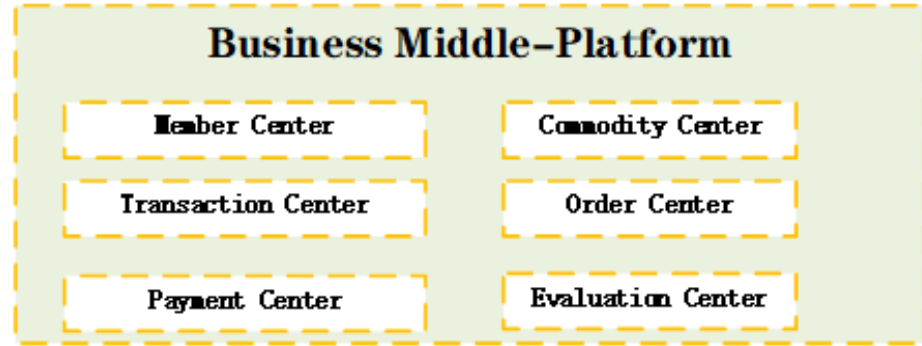 Business Middle-Platform
Member Center
Commodity Center
Transaction Center
Order Center
Payment Center
Evaluation Center